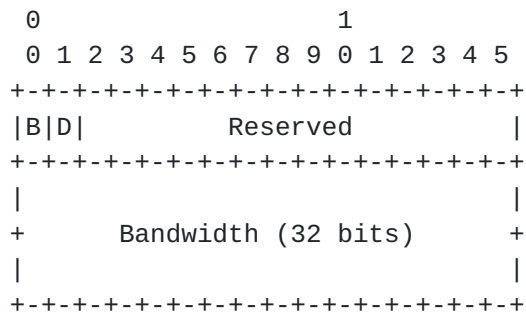 0                   1
 0 1 2 3 4 5 6 7 8 9 0 1 2 3 4 5
+-+-+-+-+-+-+-+-+-+-+-+-+-+-+-+-+
|B|D|         Reserved          |
+-+-+-+-+-+-+-+-+-+-+-+-+-+-+-+-+
|                               |
+      Bandwidth (32 bits)      +
|                               |
+-+-+-+-+-+-+-+-+-+-+-+-+-+-+-+-+